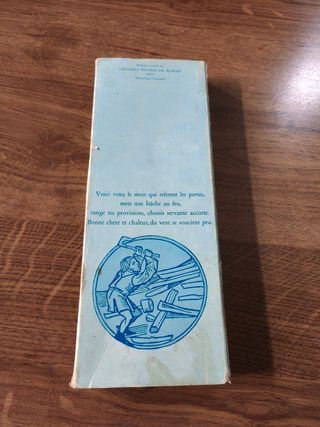 GRANDES HEURES DE ROHAN
Voici venu le mois qui referme les portes,
mets une bûche au feu,
range tes provisions, choisis servante accorte.
Bonne chère et chaleur, du vent se soucient peu.